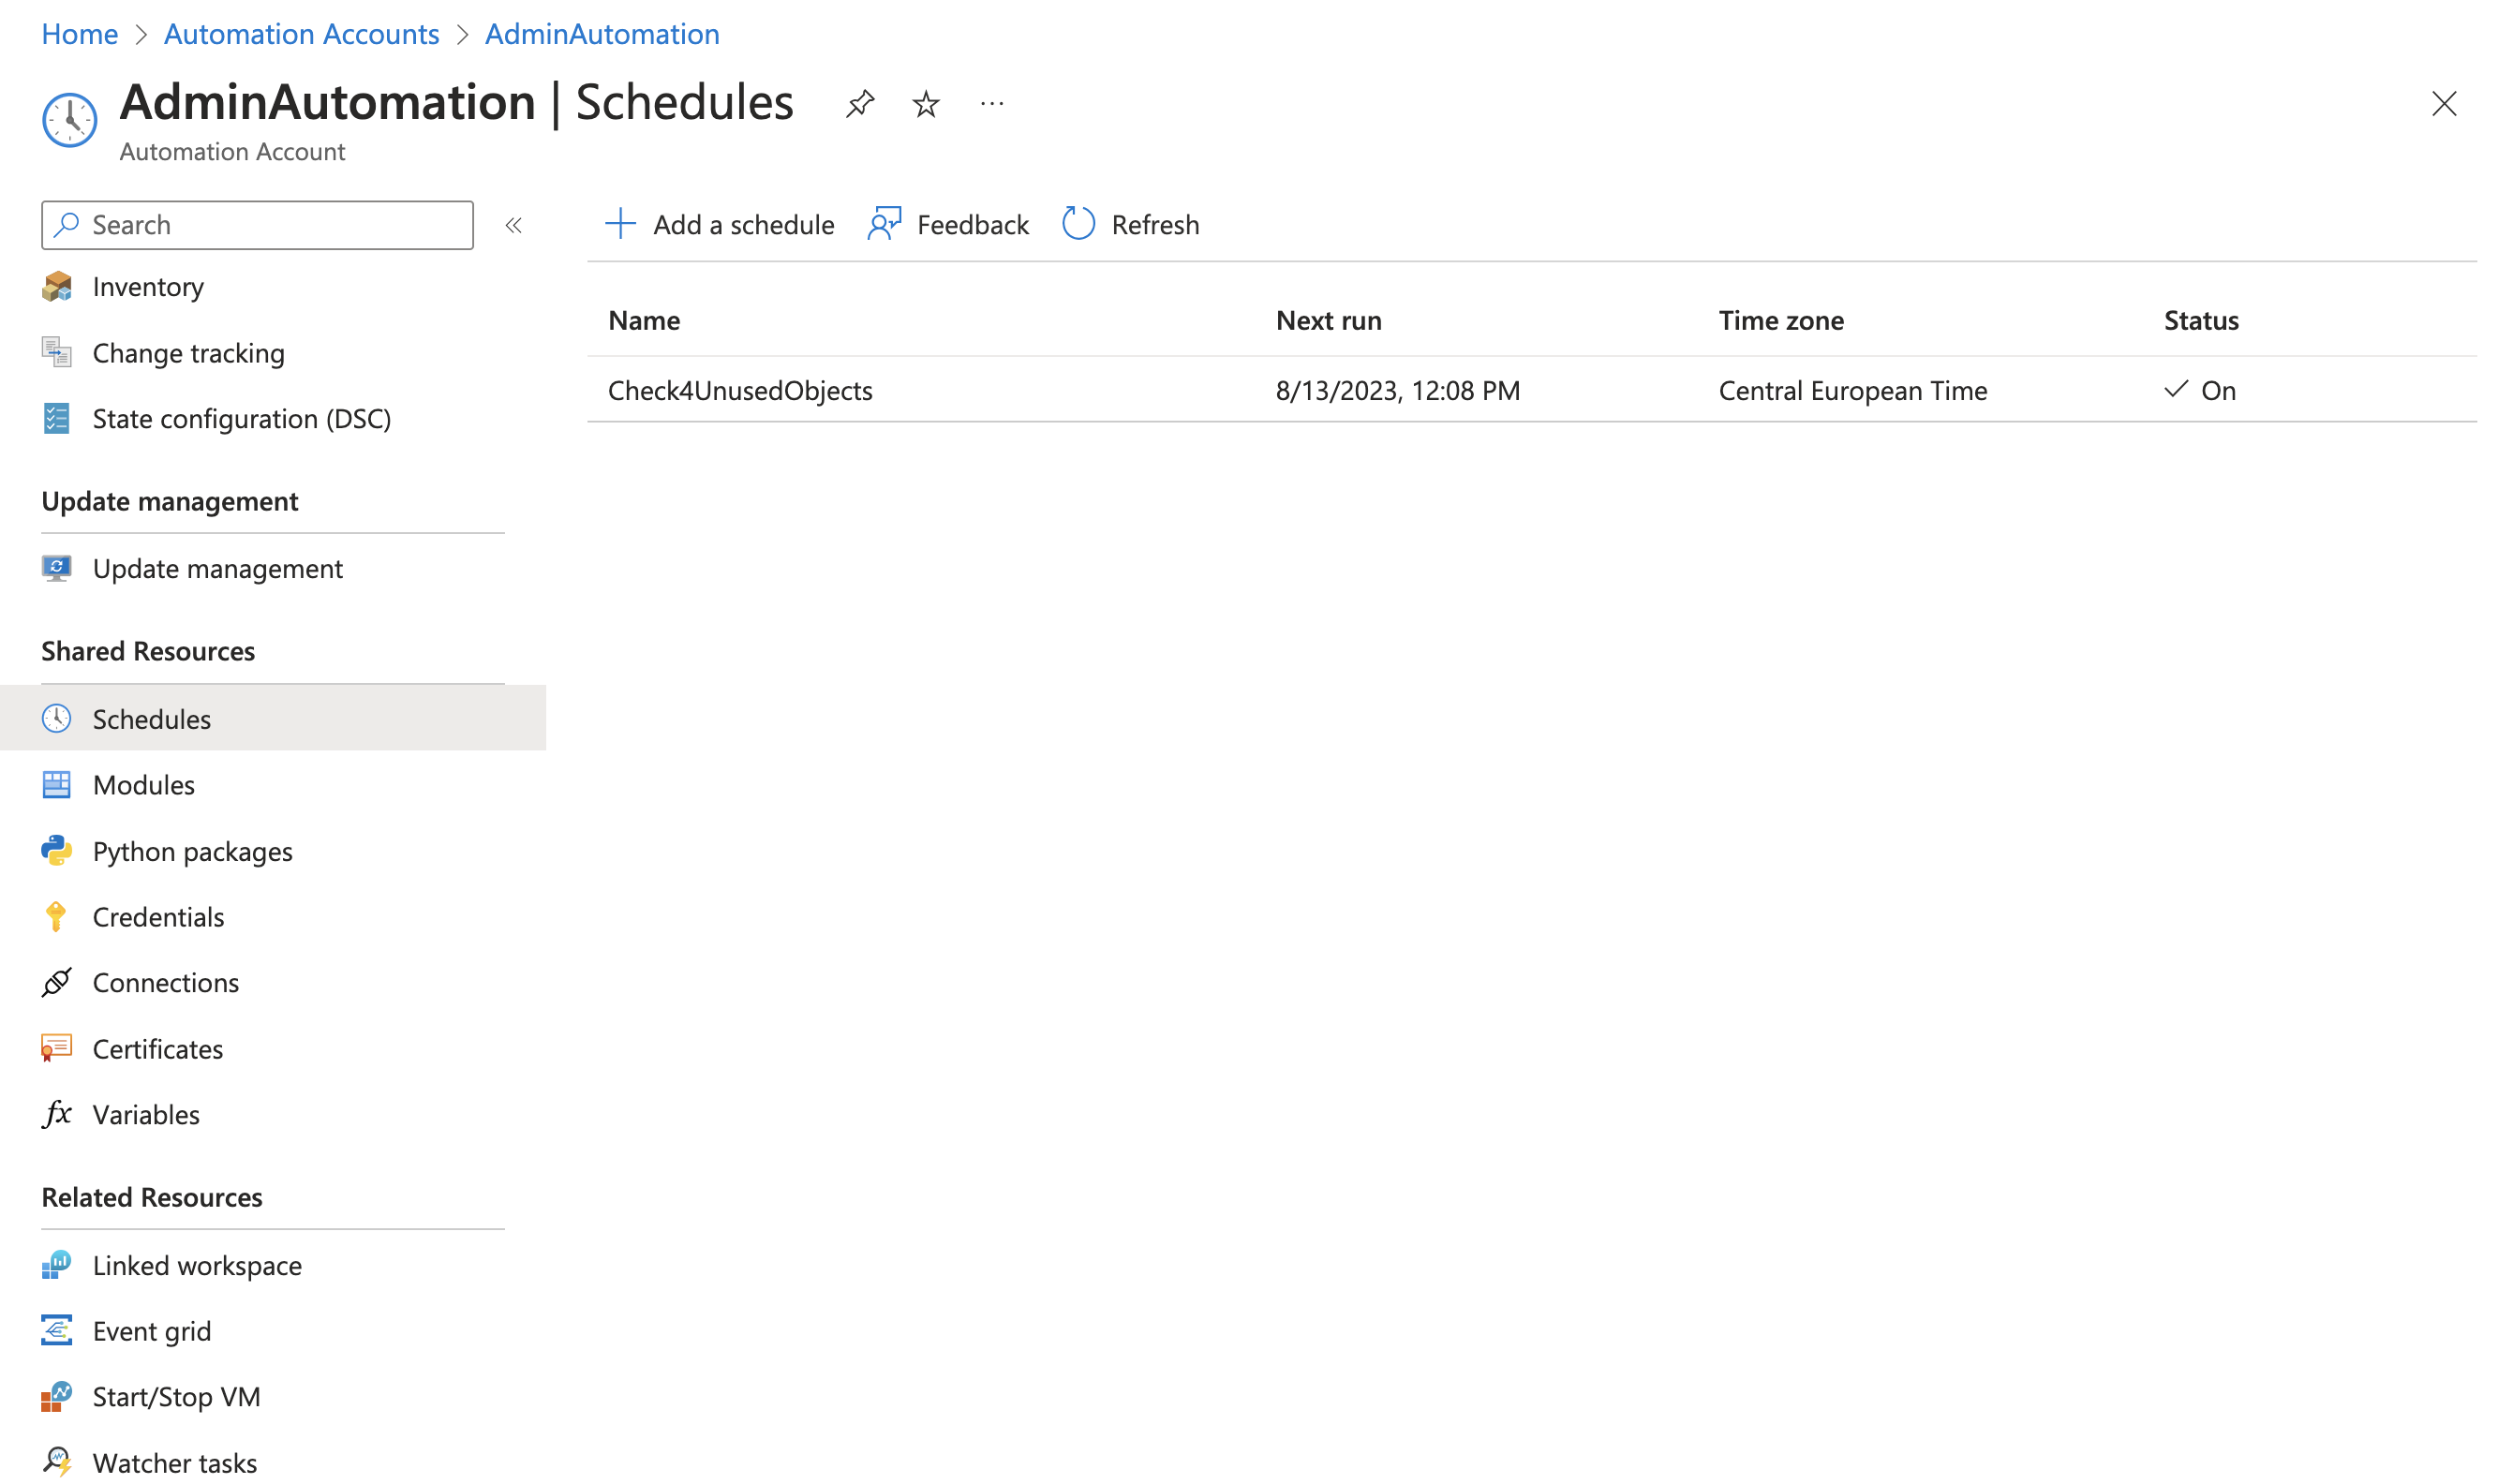 Home > Automation Accounts > AdminAutomation
AdminAutomation | Schedules ...
Automation Account
Search «
Add a schedule Feedback Refresh
Inventory
Change tracking
State configuration (DSC)
Update management
Update management
Shared Resources
Schedules
Modules
Python packages
Credentials
Connections
Certificates
fx Variables
Related Resources
Linked workspace
Event grid
Start/Stop VM
Watcher tasks
Name Next run Time zone Status
Check4UnusedObjects 8/13/2023, 12:08 PM Central European Time On